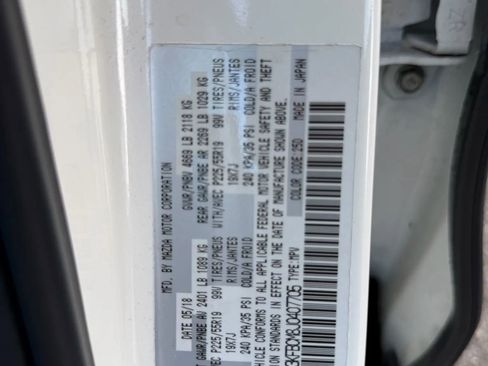 MFD. BY MAZDA MOTOR CORPORATION
05/18 GVWR/PNBV 4669 LB 2118 KG
GAWR/PNBE AV 2401 LB 1089 KG REAR GAWR/PNBE AR 2269 LB 1029 KG
P225/55R19 99V TIRES/PNEUS WITH/AVEC P225/55R19 99V TIRES/PNEUS
19X7J RIMS/JANTES 19X7J RIMS/JANTES
240 KPA/35 PSI COLD/A FROID 240 KPA/35 PSI COLD/A FROID
VEHICLE CONFORMS TO ALL APPLICABLE FEDERAL MOTOR VEHICLE SAFETY AND THEFT
STANDARDS IN EFFECT ON THE DATE OF MANUFACTURE SHOWN ABOVE.
COLOR CODE:25D MADE IN JAPAN
TYPE:MPV